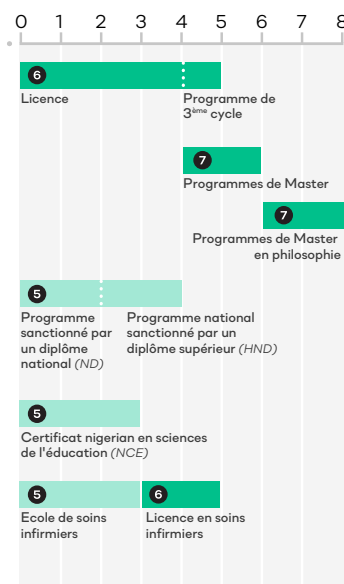 0 1 2 3 4 5 6 7 8
6
Licence
Programme de
3ème cycle
7
Programmes de Master
7
Programmes de Master
en philosophie
5
Programme
sanctionné par
un diplôme
national (ND)
Programme national
sanctionné par un
diplôme supérieur (HND)
5
Certificat nigerian en sciences
de l'éducation (NCE)
5
Ecole de soins
infirmiers
6
Licence en soins
infirmiers